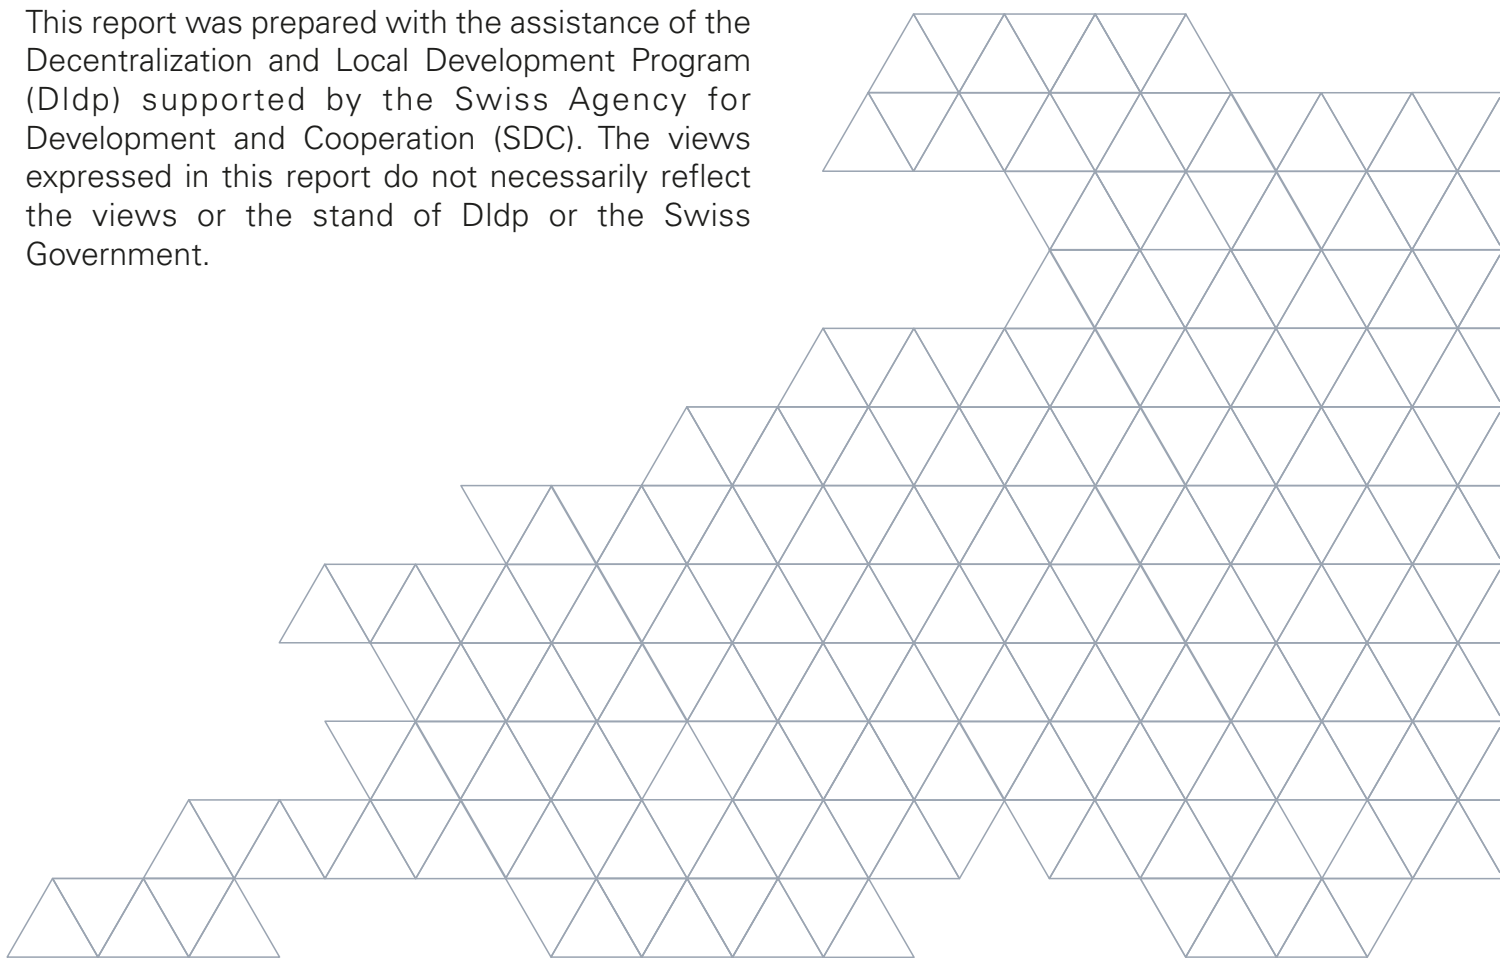 This report was prepared with the assistance of the
Decentralization and Local Development Program
(Dldp) supported by the Swiss Agency for
Development and Cooperation (SDC). The views
expressed in this report do not necessarily reflect
the views or the stand of Dldp or the Swiss
Government.